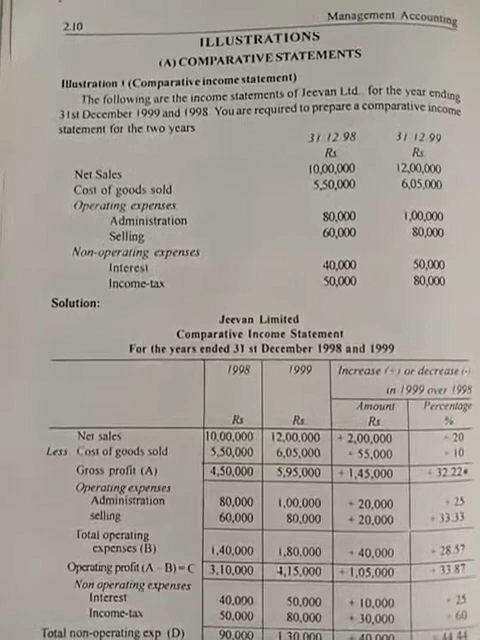 2.10
Management Accounting
ILLUSTRATIONS
(A) COMPARATIVE STATEMENTS
Illustration 1 (Comparative income statement)
The following are the income statements of Jeevan Ltd. for the year ending
31st December 1999 and 1998 You are required to prepare a comparative income
statement for the two years
31 12.98 31 12.99
Rs. Rs.
Net Sales 10,00,000 12,00,000
Cost of goods sold 5,50,000 6,05,000
Operating expenses
Administration 80,000 1,00,000
Selling 60,000 80,000
Non-operating expenses
Interest 40,000 50,000
Income-tax 50,000 80,000
Solution:
Jeevan Limited
Comparative Income Statement
For the years ended 31 st December 1998 and 1999
1998 1999 Increase (+) or decrease (-)
in 1999 over 1998
Amount Percentage
Rs Rs. Rs %
Net sales 10,00,000 12,00,000 + 2,00,000 + 20
Less Cost of goods sold 5,50,000 6,05,000 + 55,000 + 10
Gross profit (A) 4,50,000 5,95,000 + 1,45,000 + 32.22*
Operating expenses
Administration 80,000 1,00,000 + 20,000 + 25
selling 60,000 80,000 + 20,000 + 33.33
Total operating
expenses (B) 1,40,000 1,80,000 + 40,000 + 28.57
Operating profit (A - B) = C 3,10,000 4,15,000 + 1,05,000 + 33.87
Non operating expenses
Interest 40,000 50,000 + 10,000 + 25
Income-tax 50,000 80,000 + 30,000 + 60
Total non-operating exp (D) 90,000 1,30,000 + 40,000 44.44